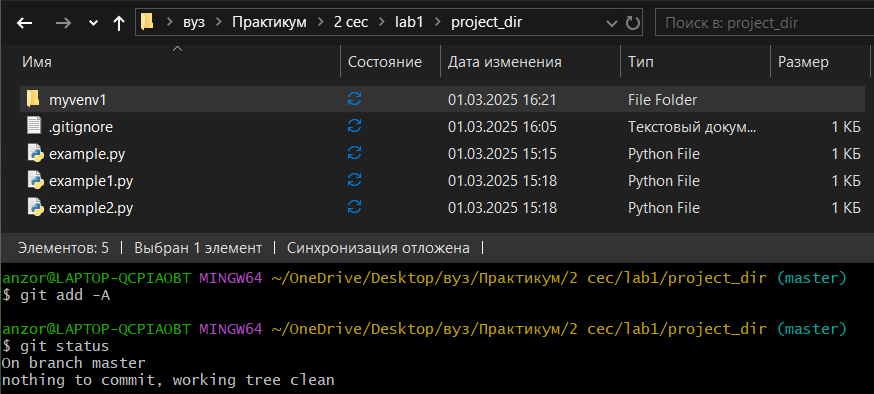 вуз > Практикум > 2 сес > lab1 > project_dir Поиск в: project_dir
Имя Состояние Дата изменения Тип Размер
myvenv1 01.03.2025 16:21 File Folder
.gitignore 01.03.2025 16:05 Текстовый докум... 1 КБ
example.py 01.03.2025 15:15 Python File 1 КБ
example1.py 01.03.2025 15:18 Python File 1 КБ
example2.py 01.03.2025 15:18 Python File 1 КБ
Элементов: 5 | Выбран 1 элемент | Синхронизация отложена |
anzor@LAPTOP-QCPIAOBT MINGW64 ~/OneDrive/Desktop/вуз/Практикум/2 сес/lab1/project_dir (master)
$ git add -A
anzor@LAPTOP-QCPIAOBT MINGW64 ~/OneDrive/Desktop/вуз/Практикум/2 сес/lab1/project_dir (master)
$ git status
On branch master
nothing to commit, working tree clean